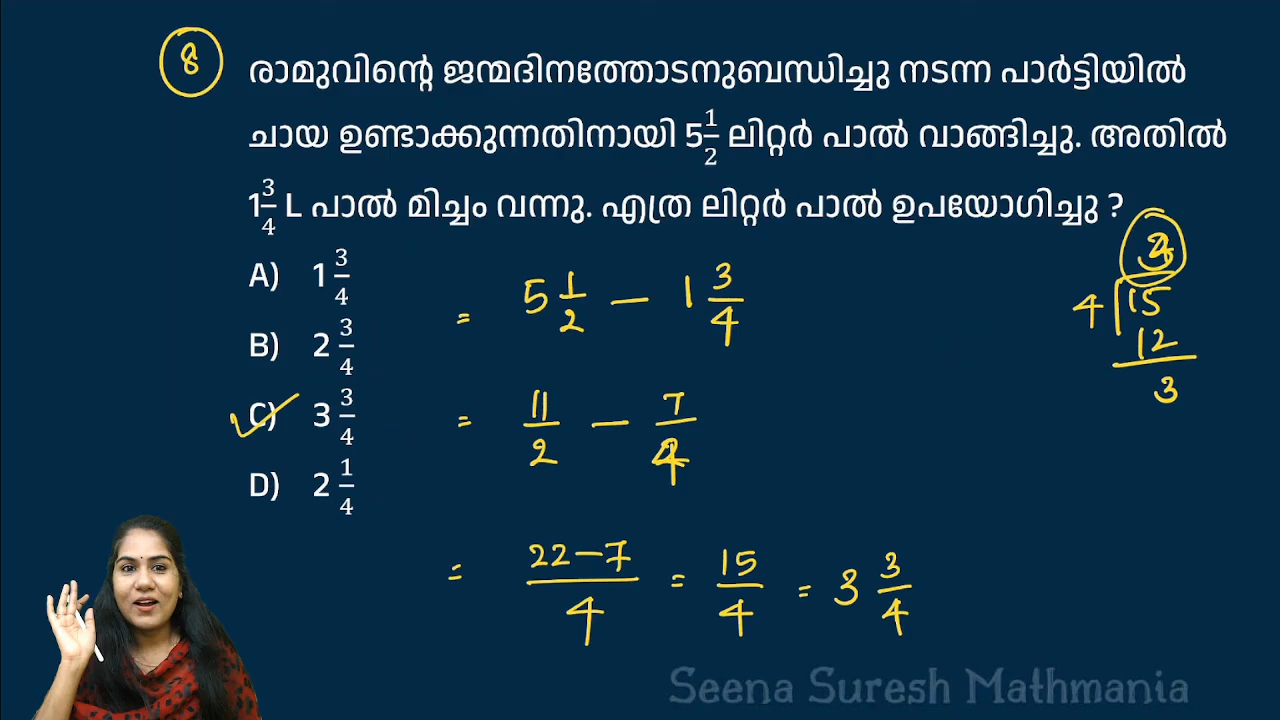 8
രാമുവിന്റെ ജന്മദിനത്തോടനുബന്ധിച്ചു നടന്ന പാർട്ടിയിൽ
ചായ ഉണ്ടാക്കുന്നതിനായി 5 1/2 ലിറ്റർ പാൽ വാങ്ങിച്ചു. അതിൽ
1 3/4 L പാൽ മിച്ചം വന്നു. എത്ര ലിറ്റർ പാൽ ഉപയോഗിച്ചു ?
A) 1 3/4
B) 2 3/4
C) 3 3/4
D) 2 1/4
= 5 1/2 – 1 3/4
= 11/2 – 7/4
= (22–7)/4 = 15/4 = 3 3/4
4 15
12
3
Seena Suresh Mathmania